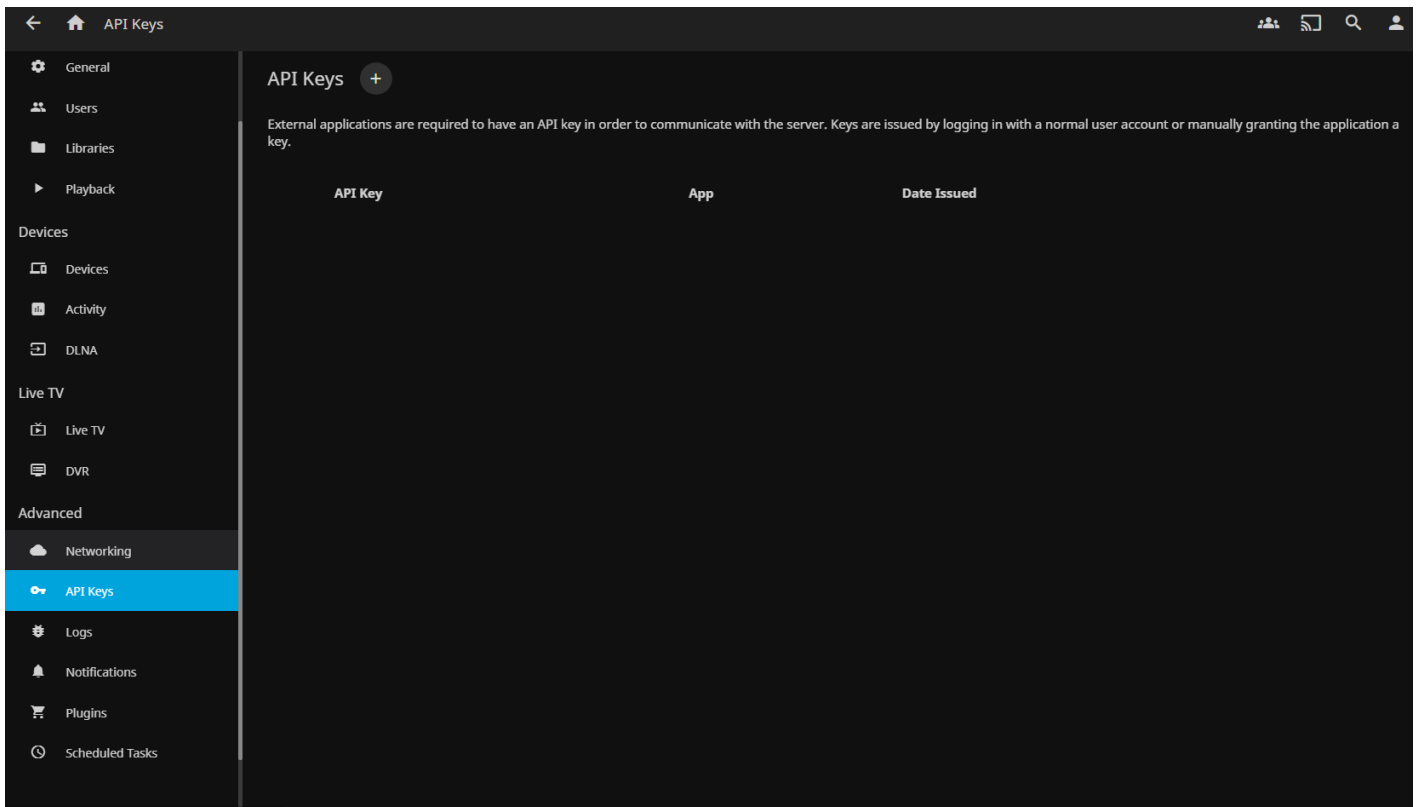 API Keys
General
Users
Libraries
Playback
Devices
Devices
Activity
DLNA
Live TV
Live TV
DVR
Advanced
Networking
API Keys
Logs
Notifications
Plugins
Scheduled Tasks
API Keys +
External applications are required to have an API key in order to communicate with the server. Keys are issued by logging in with a normal user account or manually granting the application a
key.
API Key App Date Issued